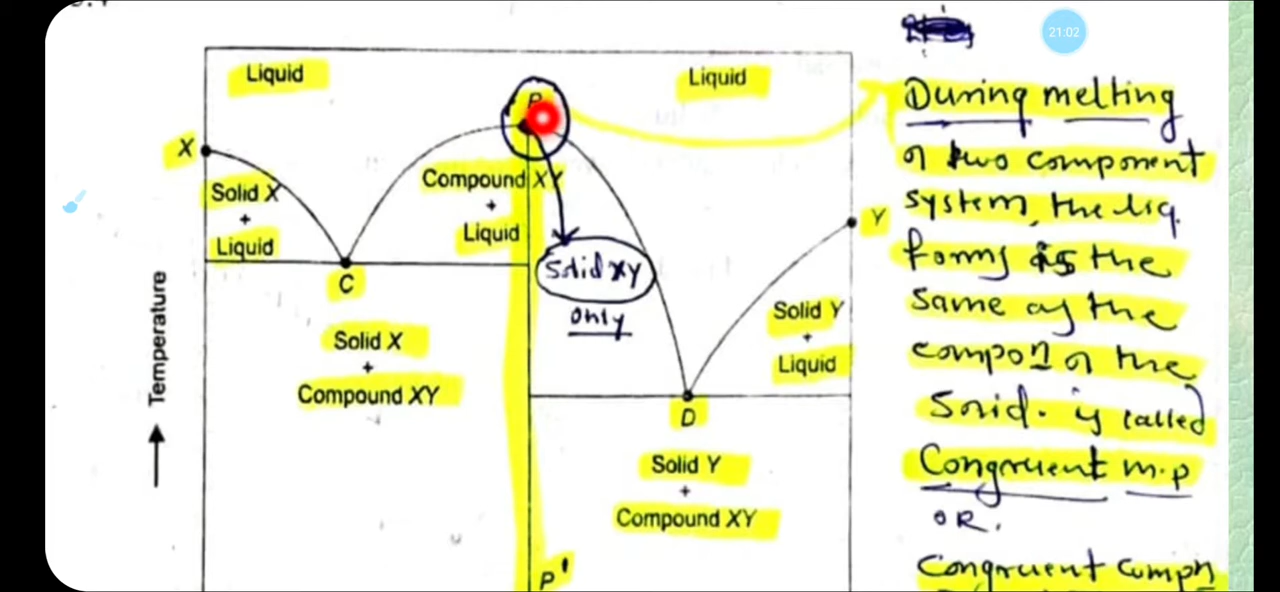 21:02
Liquid
Liquid
P
X
Y
Solid X
+
Liquid
Compound XY
+
Liquid
Solid XY
only
C
Solid Y
+
Liquid
Solid X
+
Compound XY
D
Solid Y
+
Compound XY
P'
Temperature
During melting
of two component
system, the liq.
forms is the
same as the
compon of the
Solid. is called
Congruent m.p
OR.
Congruent Compn